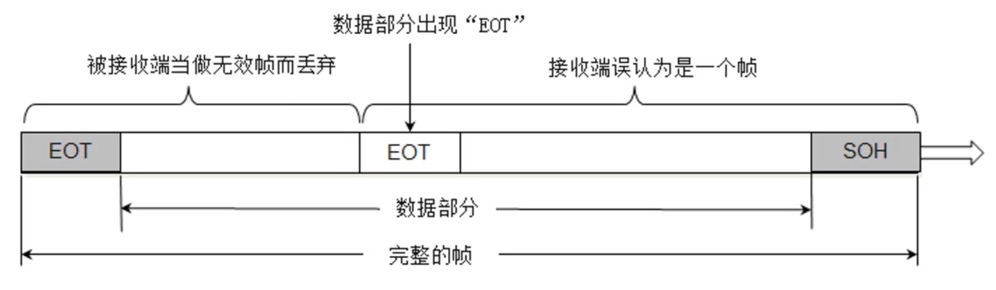 数据部分出现“EOT”
被接收端当做无效帧而丢弃
接收端误认为是一个帧
EOT
EOT
SOH
数据部分
完整的帧